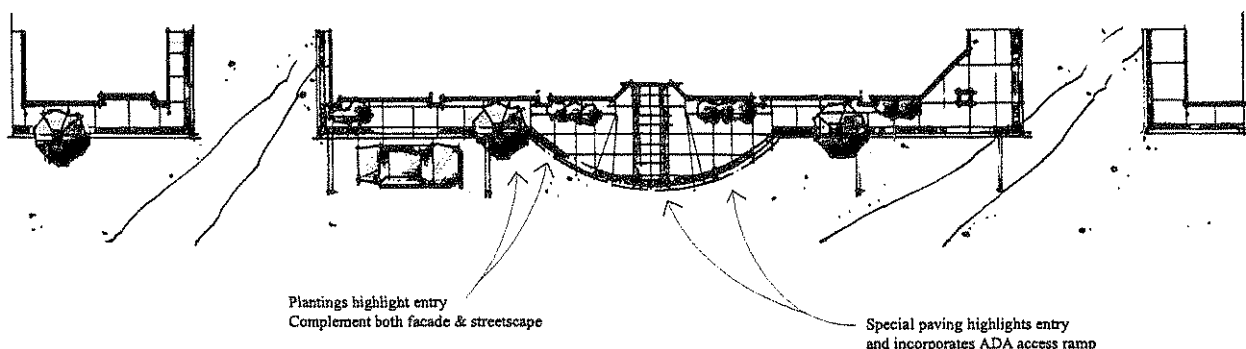 Plantings highlight entry
Complement both facade & streetscape
Special paving highlights entry
and incorporates ADA access ramp